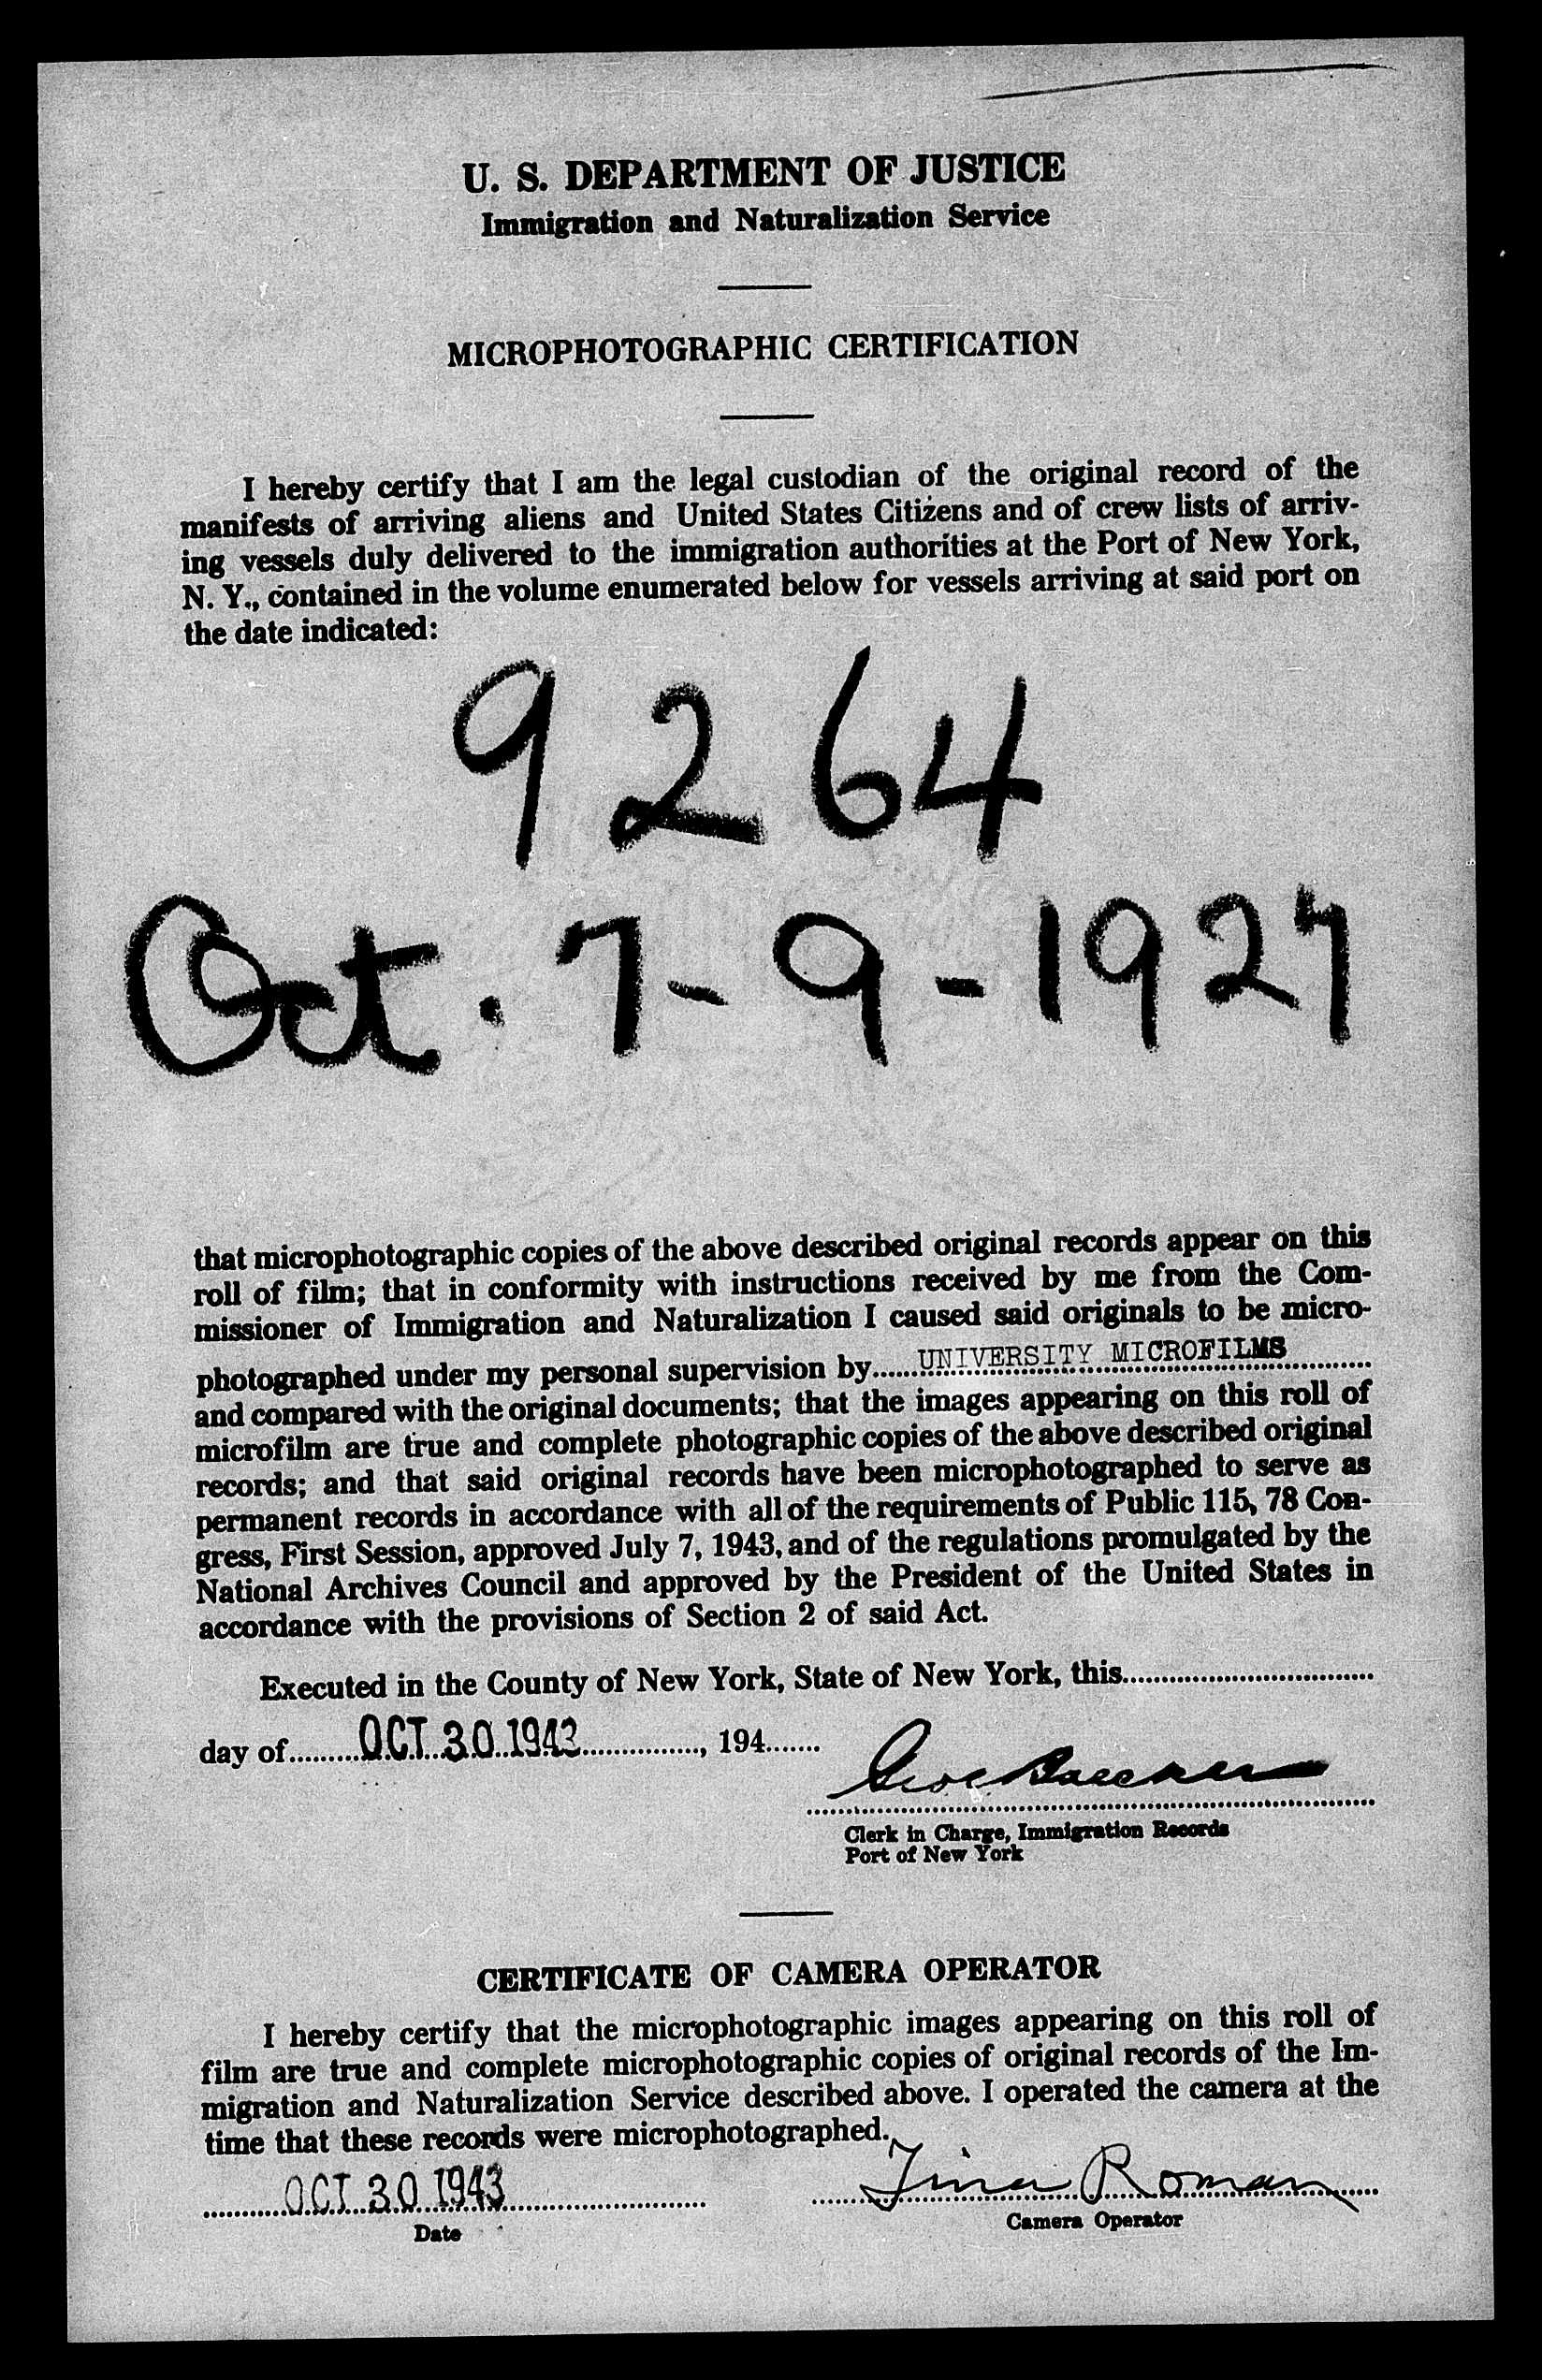 U. S. DEPARTMENT OF JUSTICE
Immigration and Naturalization Service
MICROPHOTOGRAPHIC CERTIFICATION
I hereby certify that I am the legal custodian of the original record of the
manifests of arriving aliens and United States Citizens and of crew lists of arriv-
ing vessels duly delivered to the immigration authorities at the Port of New York,
N. Y., contained in the volume enumerated below for vessels arriving at said port on
the date indicated:
9264
Oct. 7-9-1927
that microphotographic copies of the above described original records appear on this
roll of film; that in conformity with instructions received by me from the Com-
missioner of Immigration and Naturalization I caused said originals to be micro-
photographed under my personal supervision by......UNIVERSITY MICROFILMS......
and compared with the original documents; that the images appearing on this roll of
microfilm are true and complete photographic copies of the above described original
records; and that said original records have been microphotographed to serve as
permanent records in accordance with all of the requirements of Public 115, 78 Con-
gress, First Session, approved July 7, 1943, and of the regulations promulgated by the
National Archives Council and approved by the President of the United States in
accordance with the provisions of Section 2 of said Act.
Executed in the County of New York, State of New York, this................................
day of.........OCT 30 1943................, 194.......
Clerk in Charge, Immigration Records
Port of New York
CERTIFICATE OF CAMERA OPERATOR
I hereby certify that the microphotographic images appearing on this roll of
film are true and complete microphotographic copies of original records of the Im-
migration and Naturalization Service described above. I operated the camera at the
time that these records were microphotographed.
OCT 30 1943 Tina Roman
Date Camera Operator